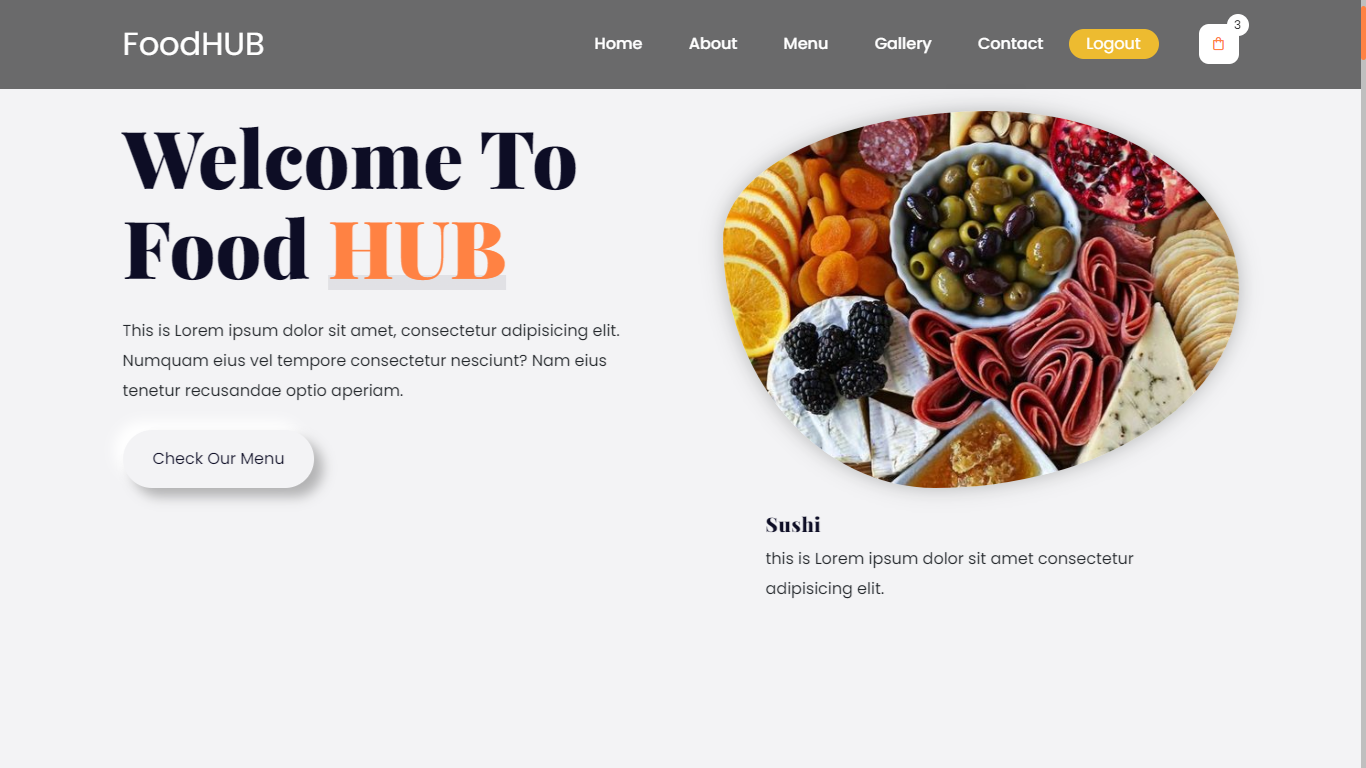 FoodHUB
Home
About
Menu
Gallery
Contact
Logout
3
Welcome To
Food HUB
This is Lorem ipsum dolor sit amet, consectetur adipisicing elit.
Numquam eius vel tempore consectetur nesciunt? Nam eius
tenetur recusandae optio aperiam.
Check Our Menu
Sushi
this is Lorem ipsum dolor sit amet consectetur
adipisicing elit.